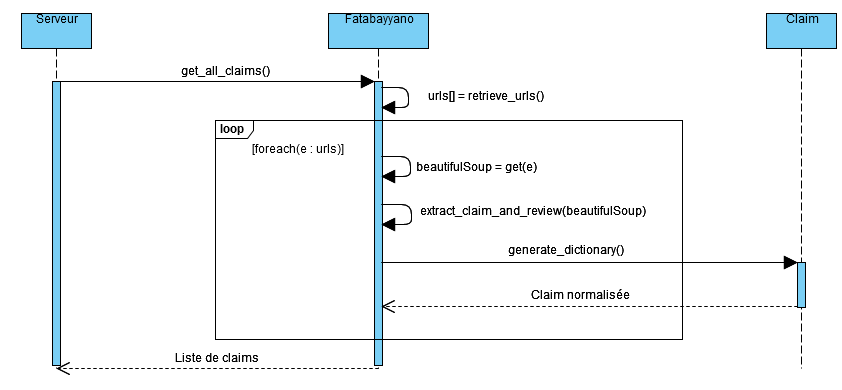 Serveur
Fatabayyano
Claim
get_all_claims()
urls[] = retrieve_urls()
loop
[foreach(e : urls)]
beautifulSoup = get(e)
extract_claim_and_review(beautifulSoup)
generate_dictionary()
Claim normalisée
Liste de claims